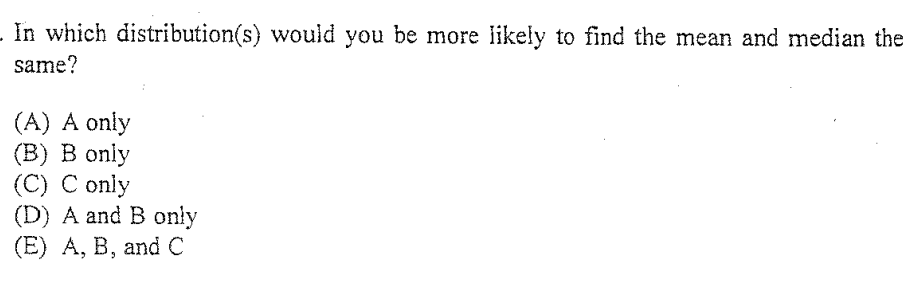 . In which distribution(s) would you be more likely to find the mean and median the
same?
(A) A only
(B) B only
(C) C only
(D) A and B only
(E) A, B, and C